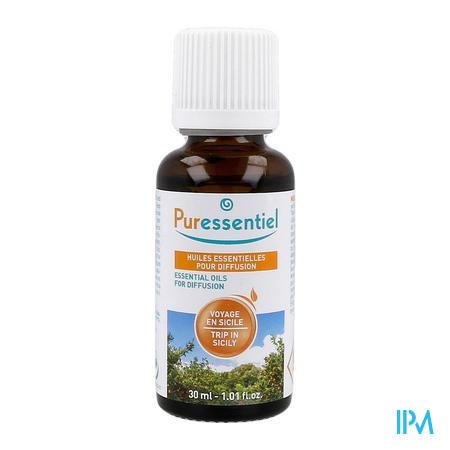 Puressentiel
HUILES ESSENTIELLES
POUR DIFFUSION
ESSENTIAL OILS
FOR DIFFUSION
VOYAGE
EN SICILE
TRIP IN
SICILY
30 ml - 1.01 fl.oz.
IPM